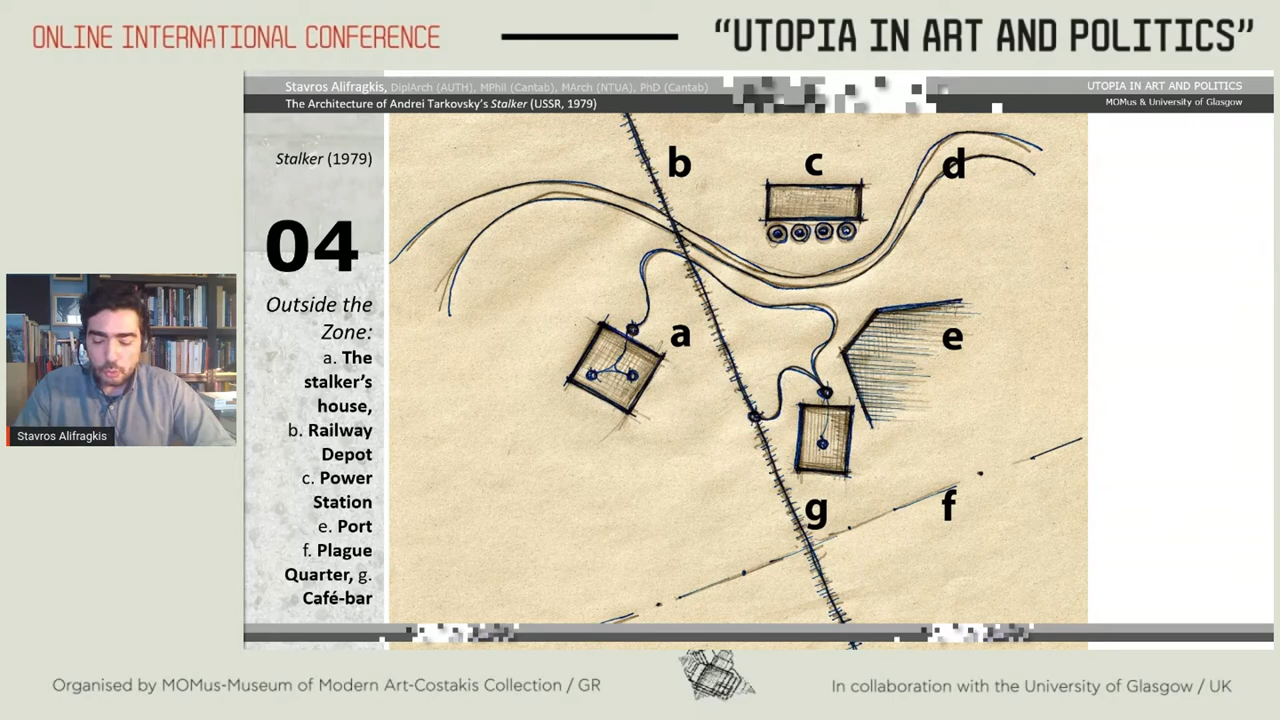 ONLINE INTERNATIONAL CONFERENCE
“UTOPIA IN ART AND POLITICS”
Stavros Alifragkis, DiplArch (AUTH), MPhil (Cantab), MArch (NTUA), PhD (Cantab)
UTOPIA IN ART AND POLITICS
The Architecture of Andrei Tarkovsky's Stalker (USSR, 1979)
MOMus & University of Glasgow
Stalker (1979)
04
Outside the
Zone:
a. The
stalker’s
house,
b. Railway
Depot
c. Power
Station
e. Port
f. Plague
Quarter, g.
Café-bar
b
c
d
a
e
g
f
Stavros Alifragkis
Organised by MOMus-Museum of Modern Art-Costakis Collection / GR
In collaboration with the University of Glasgow / UK